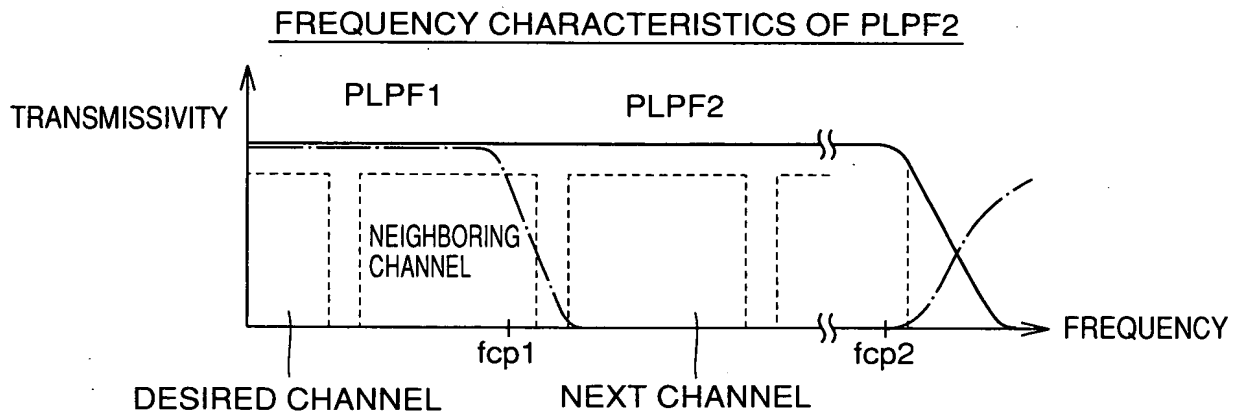 FREQUENCY CHARACTERISTICS OF PLPF2
PLPF1
PLPF2
TRANSMISSIVITY
NEIGHBORING
CHANNEL
FREQUENCY
fcp1
fcp2
DESIRED CHANNEL
NEXT CHANNEL